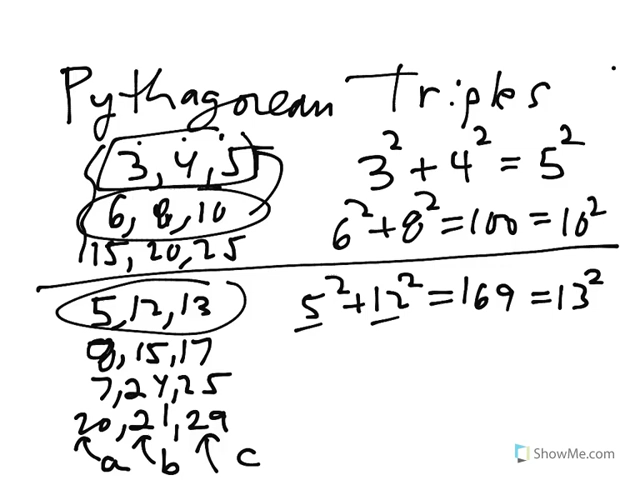 Pythagorean Triples
3, 4, 5 3² + 4² = 5²
6, 8, 10 6² + 8² = 100 = 10²
15, 20, 25
5, 12, 13 5² + 12² = 169 = 13²
8, 15, 17
7, 24, 25
20, 21, 29
a b c
ShowMe.com